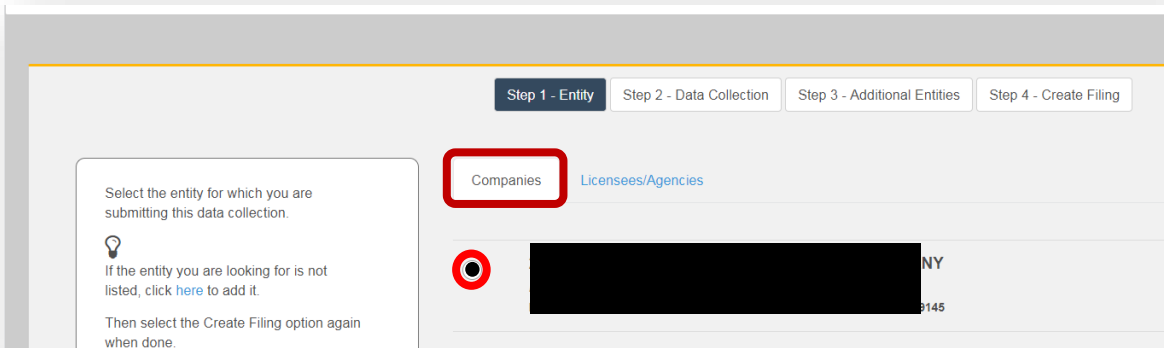 Step 1 - Entity
Step 2 - Data Collection
Step 3 - Additional Entities
Step 4 - Create Filing
Select the entity for which you are
submitting this data collection.
If the entity you are looking for is not
listed, click here to add it.
Then select the Create Filing option again
when done.
Companies
Licensees/Agencies
NY
9145